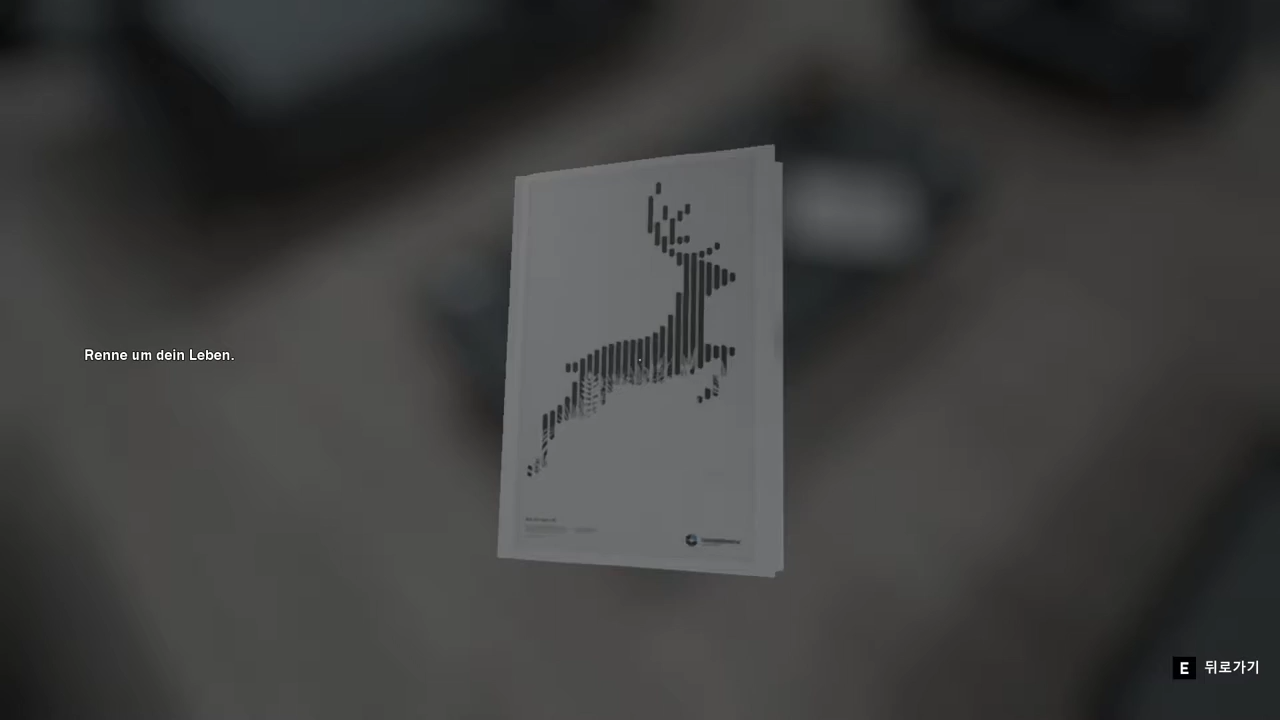 Renne um dein Leben.
E 뒤로가기